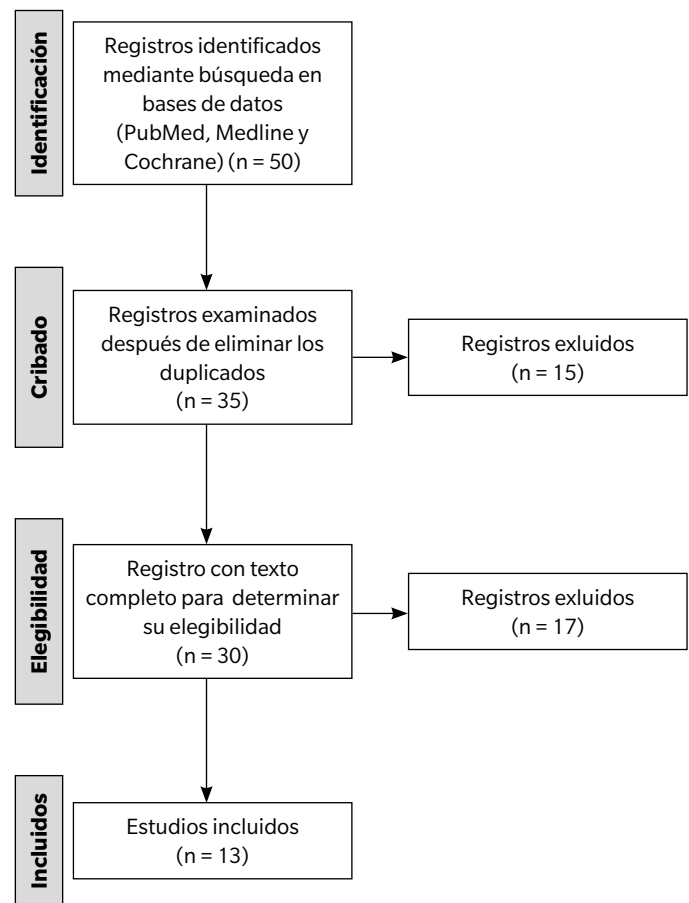 Identificación
Registros identificados
mediante búsqueda en
bases de datos
(PubMed, Medline y
Cochrane) (n = 50)
Cribado
Registros examinados
después de eliminar los
duplicados
(n = 35)
Registros exluidos
(n = 15)
Elegibilidad
Registro con texto
completo para determinar
su elegibilidad
(n = 30)
Registros exluidos
(n = 17)
Incluidos
Estudios incluidos
(n = 13)